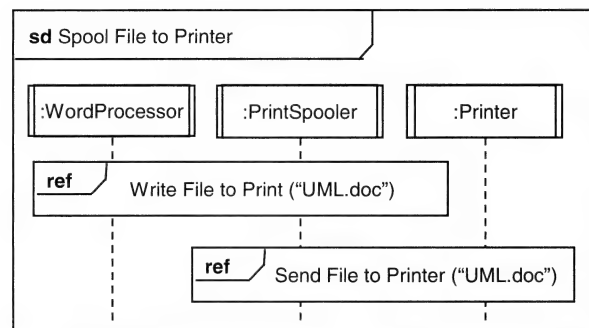 sd Spool File to Printer
:WordProcessor
:PrintSpooler
:Printer
ref
Write File to Print (“UML.doc”)
ref
Send File to Printer (“UML.doc”)